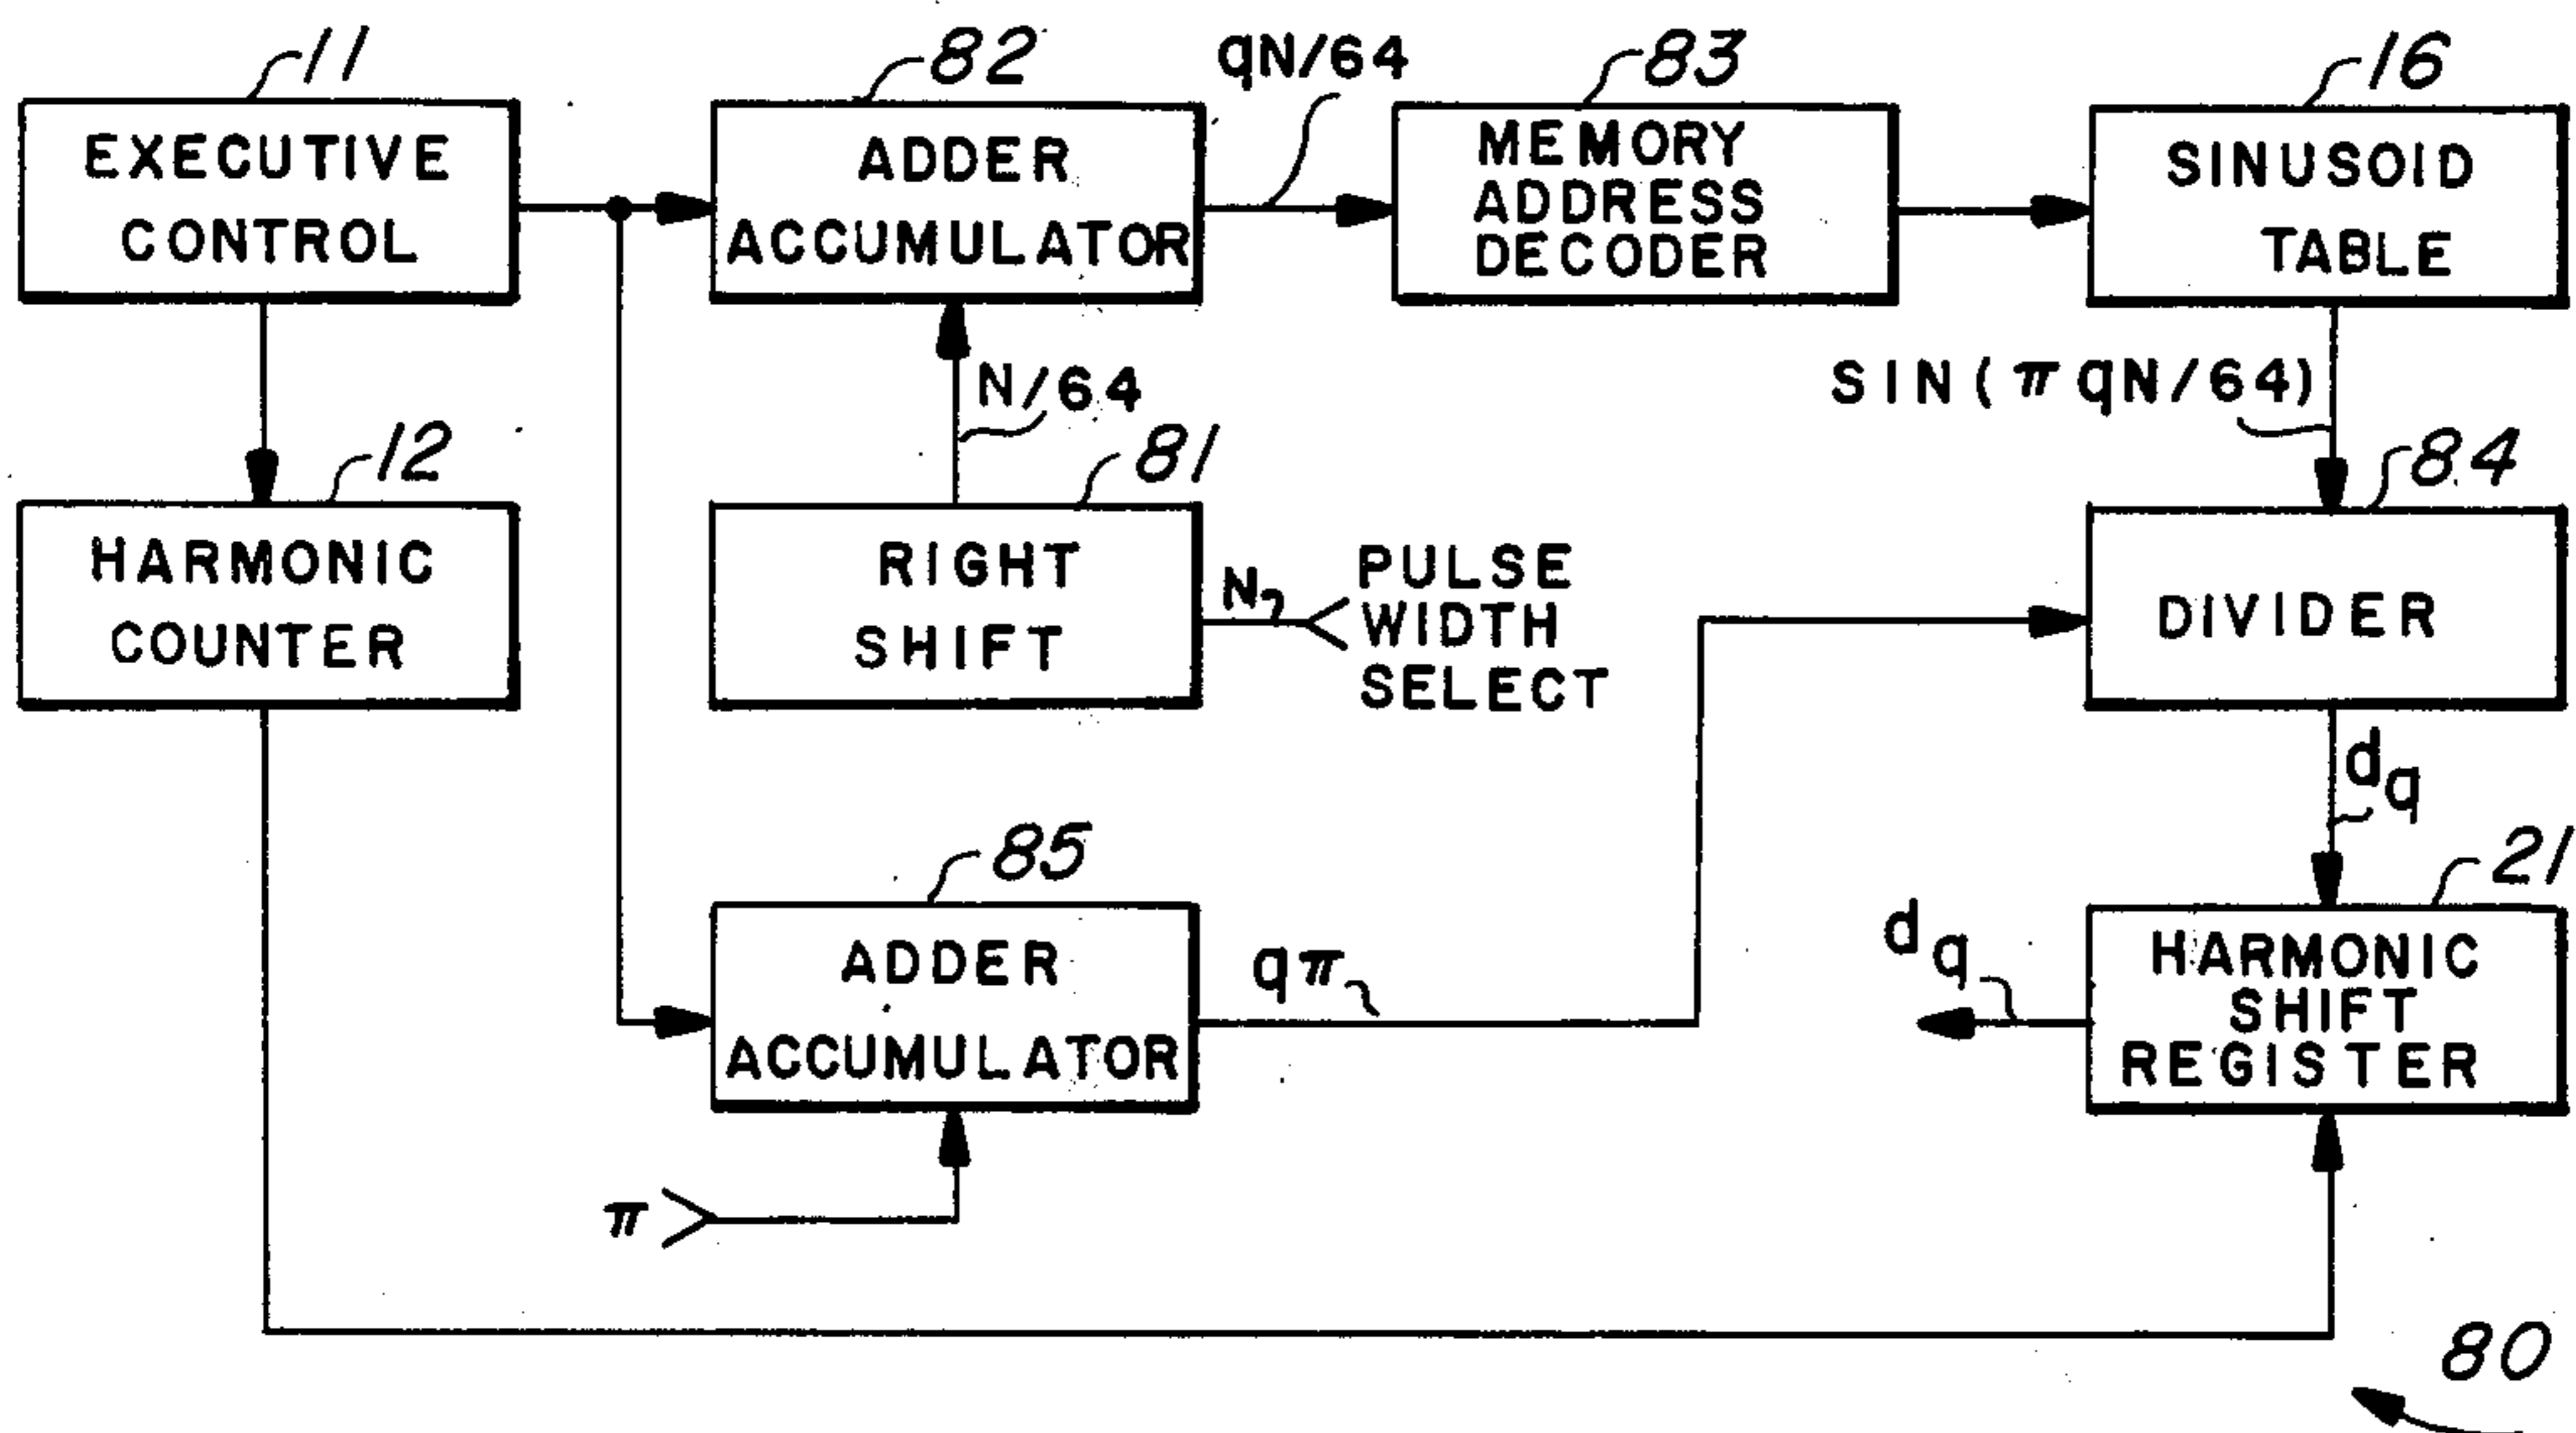 11
EXECUTIVE
CONTROL
82
ADDER
ACCUMULATOR
qN/64
83
MEMORY
ADDRESS
DECODER
16
SINUSOID
TABLE
12
HARMONIC
COUNTER
N/64
81
RIGHT
SHIFT
N
PULSE
WIDTH
SELECT
SIN(πqN/64)
84
DIVIDER
dq
85
ADDER
ACCUMULATOR
qπ
π
dq
21
HARMONIC
SHIFT
REGISTER
80